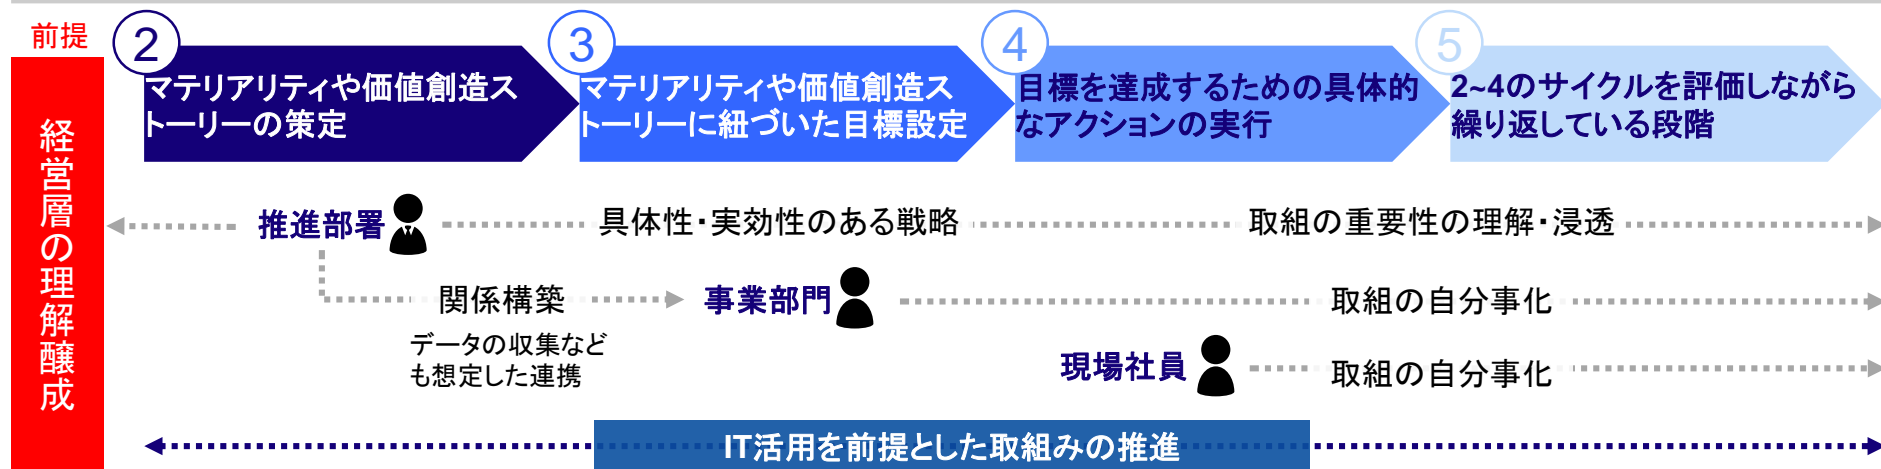 前提
経営層の理解醸成
2
マテリアリティや価値創造ス
トーリーの策定
3
マテリアリティや価値創造ス
トーリーに紐づいた目標設定
4
目標を達成するための具体的
なアクションの実行
5
2~4のサイクルを評価しながら
繰り返している段階
推進部署
具体性・実効性のある戦略
取組の重要性の理解・浸透
関係構築
データの収集など
も想定した連携
事業部門
取組の自分事化
現場社員
取組の自分事化
IT活用を前提とした取組みの推進